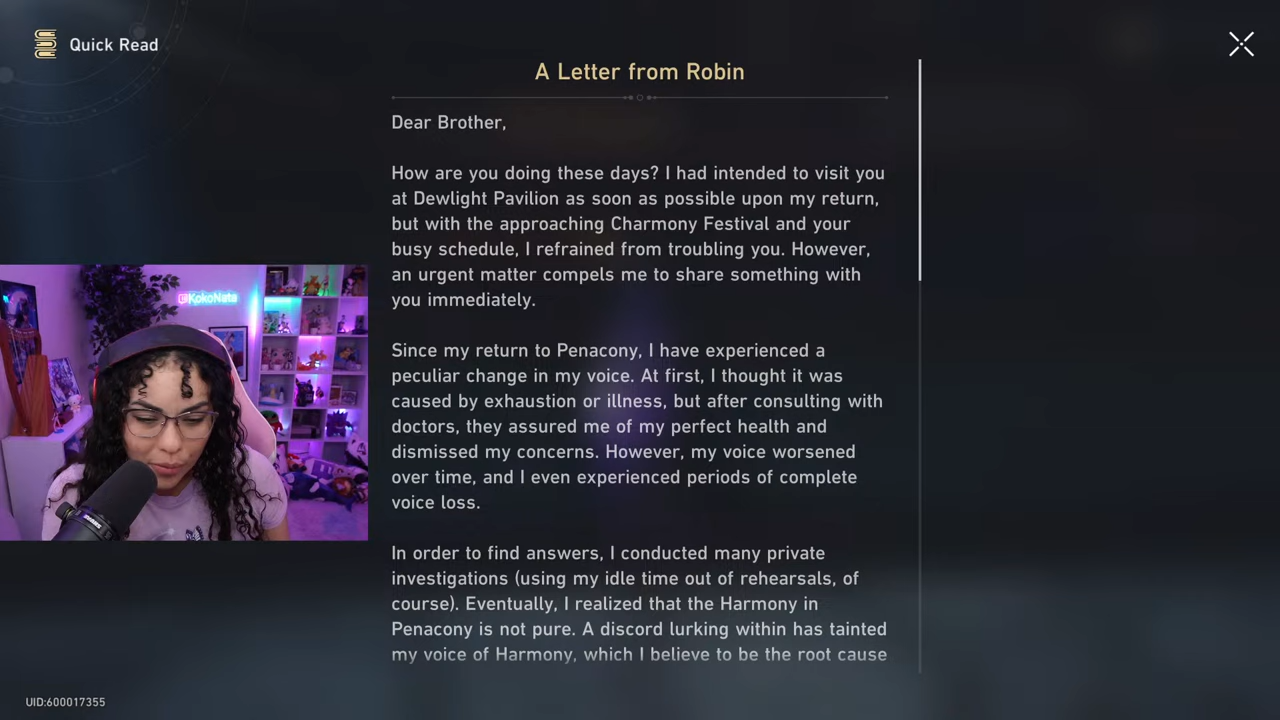 Quick Read
A Letter from Robin
Dear Brother,
How are you doing these days? I had intended to visit you
at Dewlight Pavilion as soon as possible upon my return,
but with the approaching Charmony Festival and your
busy schedule, I refrained from troubling you. However,
an urgent matter compels me to share something with
you immediately.
Since my return to Penacony, I have experienced a
peculiar change in my voice. At first, I thought it was
caused by exhaustion or illness, but after consulting with
doctors, they assured me of my perfect health and
dismissed my concerns. However, my voice worsened
over time, and I even experienced periods of complete
voice loss.
In order to find answers, I conducted many private
investigations (using my idle time out of rehearsals, of
course). Eventually, I realized that the Harmony in
Penacony is not pure. A discord lurking within has tainted
my voice of Harmony, which I believe to be the root cause
@KokoNata
UID:600017355